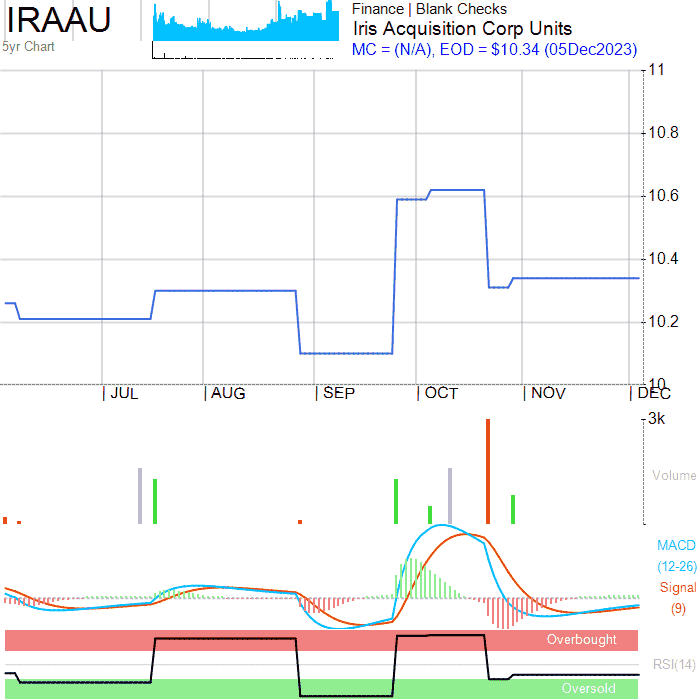 IRAAU
5yr Chart
Finance | Blank Checks
Iris Acquisition Corp Units
MC = (N/A), EOD = $10.34 (05Dec2023)
11
10.8
10.6
10.4
10.2
10
| JUL | AUG | SEP | OCT | NOV | DEC
3k
Volume
MACD
(12-26)
Signal
(9)
Overbought
RSI(14)
Oversold